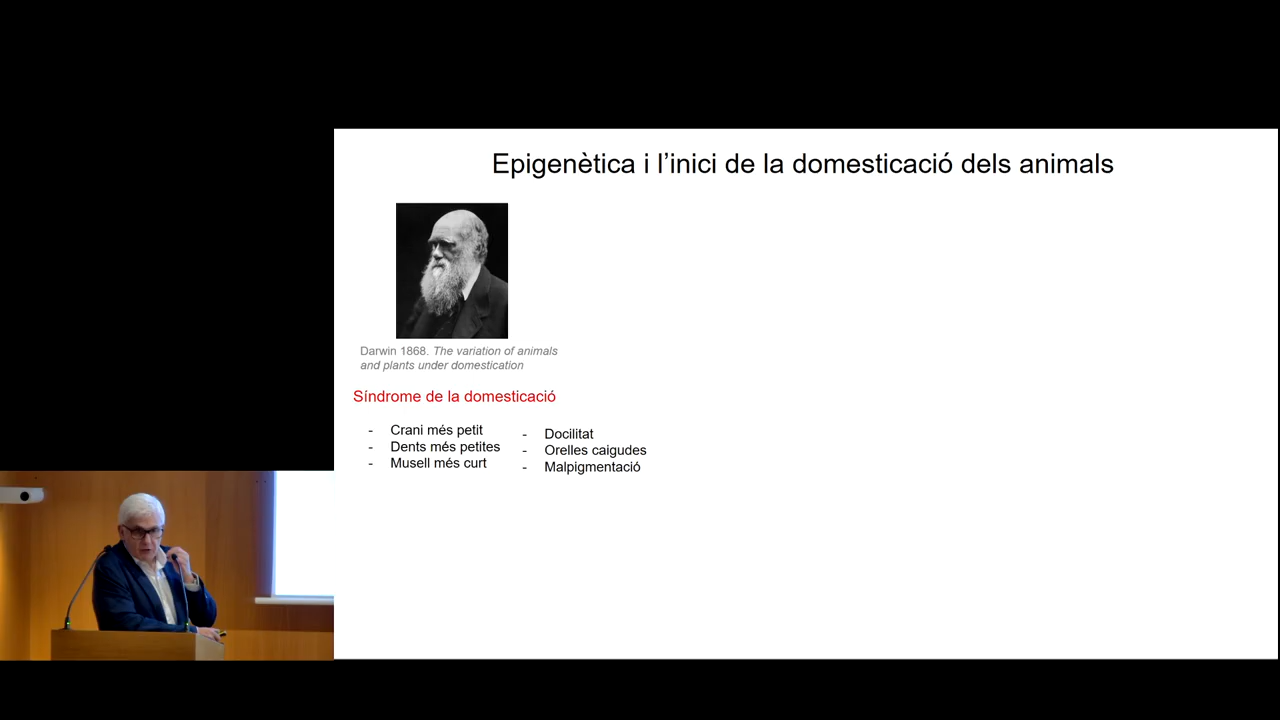 Epigenètica i l’inici de la domesticació dels animals
Darwin 1868. The variation of animals
and plants under domestication
Síndrome de la domesticació
- Crani més petit
- Dents més petites
- Musell més curt
- Docilitat
- Orelles caigudes
- Malpigmentació